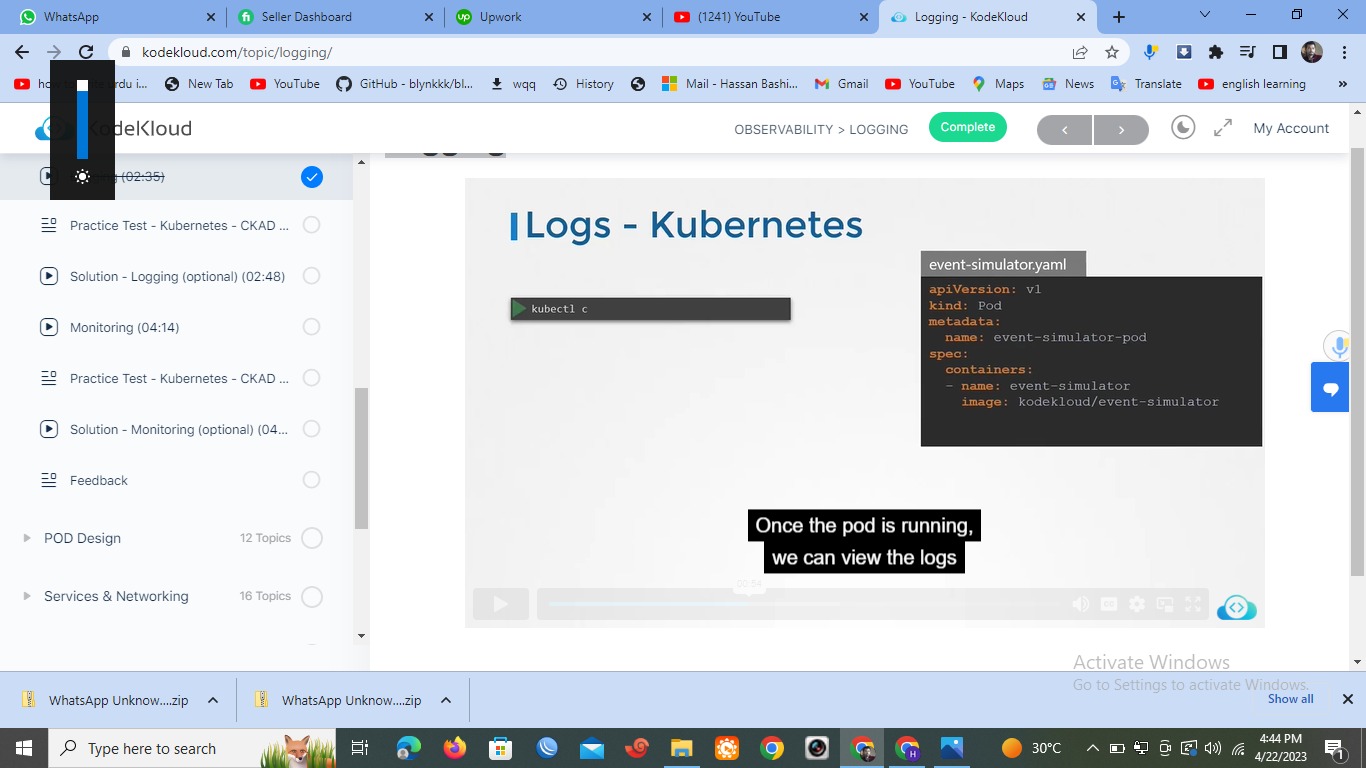 WhatsApp
Seller Dashboard
Upwork
(1241) YouTube
Logging - KodeKloud
kodekloud.com/topic/logging/
New Tab
YouTube
GitHub - blynkkk/bl...
wqq
History
Mail - Hassan Bashi...
Gmail
YouTube
Maps
News
Translate
english learning
KodeKloud
OBSERVABILITY > LOGGING
Complete
My Account
(02:35)
Practice Test - Kubernetes - CKAD ...
Solution - Logging (optional) (02:48)
Monitoring (04:14)
Practice Test - Kubernetes - CKAD ...
Solution - Monitoring (optional) (04...
Feedback
POD Design
12 Topics
Services & Networking
16 Topics
Logs - Kubernetes
kubectl c
event-simulator.yaml
apiVersion: v1
kind: Pod
metadata:
name: event-simulator-pod
spec:
containers:
- name: event-simulator
image: kodekloud/event-simulator
Once the pod is running,
we can view the logs
00:54
Activate Windows
Go to Settings to activate Windows.
WhatsApp Unknow....zip
WhatsApp Unknow....zip
Show all
Type here to search
30°C
4:44 PM
4/22/2023